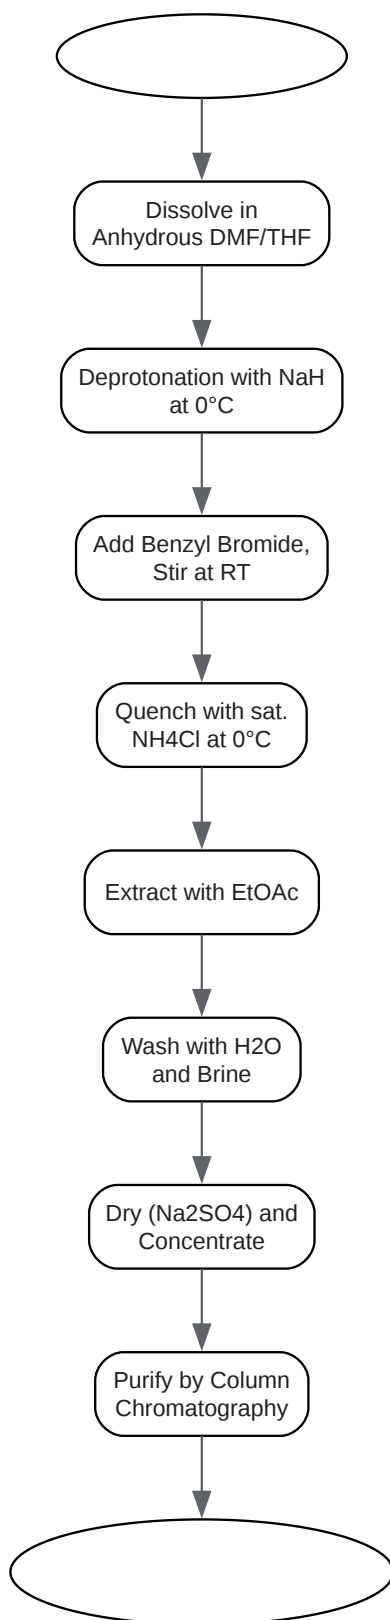 Dissolve in
Anhydrous DMF/THF
Deprotonation with NaH
at 0°C
Add Benzyl Bromide,
Stir at RT
Quench with sat.
NH4Cl at 0°C
Extract with EtOAc
Wash with H2O
and Brine
Dry (Na2SO4) and
Concentrate
Purify by Column
Chromatography